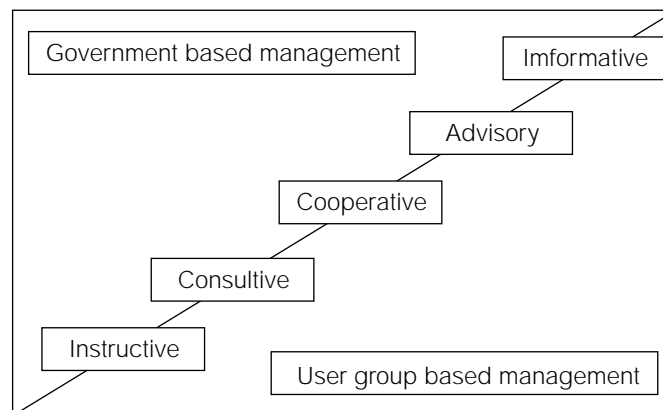 Government based management
Imformative
Advisory
Cooperative
Consultive
Instructive
User group based management